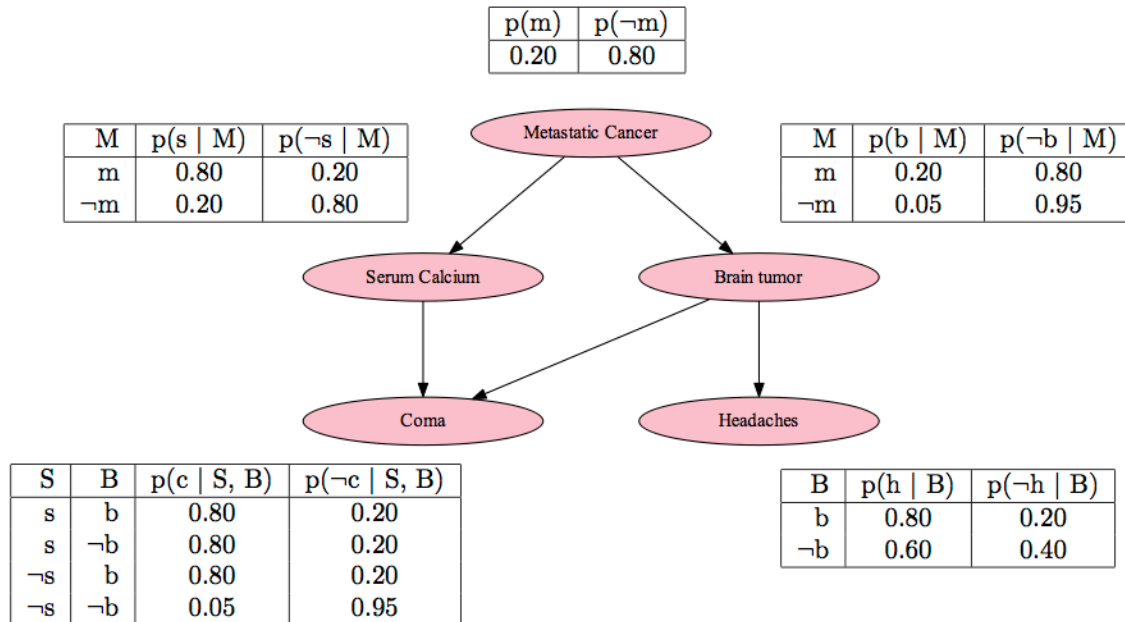 p(m) p(¬m)
0.20 0.80
Metastatic Cancer
M p(s | M) p(¬s | M)
m 0.80 0.20
¬m 0.20 0.80
M p(b | M) p(¬b | M)
m 0.20 0.80
¬m 0.05 0.95
Serum Calcium
Brain tumor
Coma
Headaches
S B p(c | S, B) p(¬c | S, B)
s b 0.80 0.20
s ¬b 0.80 0.20
¬s b 0.80 0.20
¬s ¬b 0.05 0.95
B p(h | B) p(¬h | B)
b 0.80 0.20
¬b 0.60 0.40